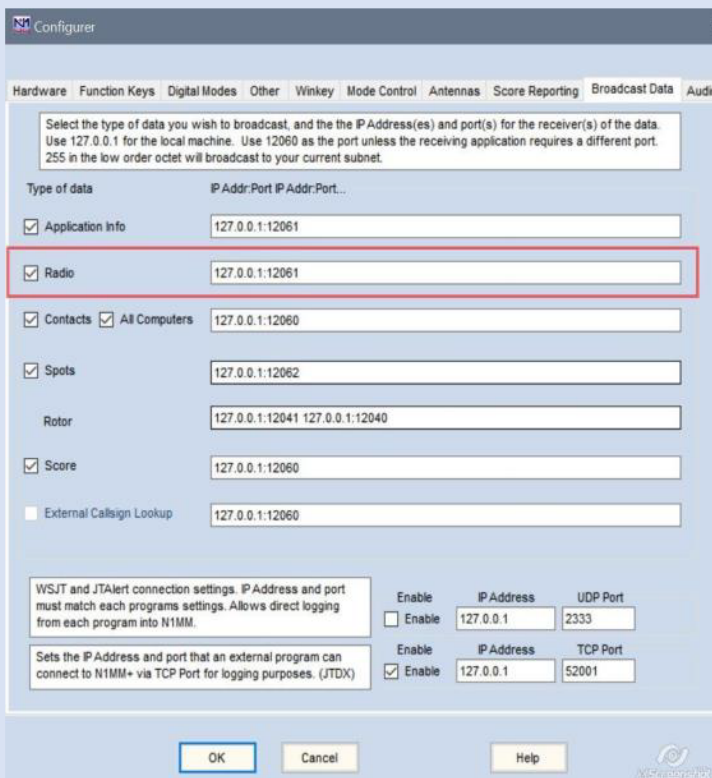 N1 Configurer
Hardware Function Keys Digital Modes Other Winkey Mode Control Antennas Score Reporting Broadcast Data Audi
Select the type of data you wish to broadcast, and the the IP Address(es) and port(s) for the receiver(s) of the data.
Use 127.0.0.1 for the local machine. Use 12060 as the port unless the receiving application requires a different port.
255 in the low order octet will broadcast to your current subnet.
Type of data IP Addr:Port IP Addr:Port...
Application Info 127.0.0.1:12061
Radio 127.0.0.1:12061
Contacts All Computers 127.0.0.1:12060
Spots 127.0.0.1:12062
Rotor 127.0.0.1:12041 127.0.0.1:12040
Score 127.0.0.1:12060
External Callsign Lookup 127.0.0.1:12060
WSJT and JTAlert connection settings. IP Address and port
must match each programs settings. Allows direct logging
from each program into N1MM.
Enable IP Address UDP Port
Enable 127.0.0.1 2333
Sets the IP Address and port that an external program can
connect to N1MM+ via TCP Port for logging purposes. (JTDX)
Enable IP Address TCP Port
Enable 127.0.0.1 52001
OK Cancel Help